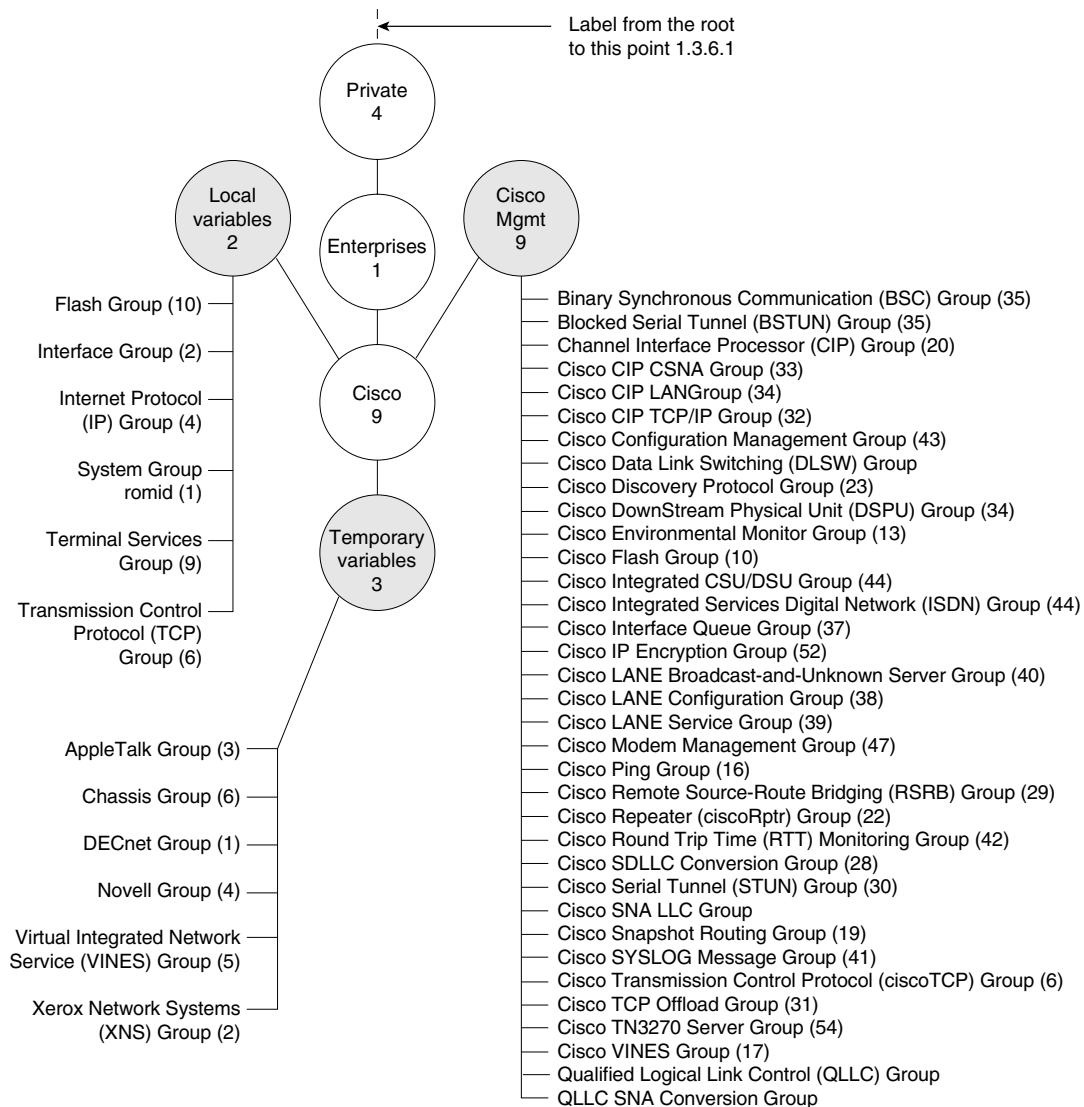 Label from the root
to this point 1.3.6.1
Private
4
Local
variables
2
Enterprises
1
Cisco
Mgmt
9
Cisco
9
Temporary
variables
3
Flash Group (10)
Interface Group (2)
Internet Protocol
(IP) Group (4)
System Group
romid (1)
Terminal Services
Group (9)
Transmission Control
Protocol (TCP)
Group (6)
AppleTalk Group (3)
Chassis Group (6)
DECnet Group (1)
Novell Group (4)
Virtual Integrated Network
Service (VINES) Group (5)
Xerox Network Systems
(XNS) Group (2)
Binary Synchronous Communication (BSC) Group (35)
Blocked Serial Tunnel (BSTUN) Group (35)
Channel Interface Processor (CIP) Group (20)
Cisco CIP CSNA Group (33)
Cisco CIP LANGroup (34)
Cisco CIP TCP/IP Group (32)
Cisco Configuration Management Group (43)
Cisco Data Link Switching (DLSW) Group
Cisco Discovery Protocol Group (23)
Cisco DownStream Physical Unit (DSPU) Group (34)
Cisco Environmental Monitor Group (13)
Cisco Flash Group (10)
Cisco Integrated CSU/DSU Group (44)
Cisco Integrated Services Digital Network (ISDN) Group (44)
Cisco Interface Queue Group (37)
Cisco IP Encryption Group (52)
Cisco LANE Broadcast-and-Unknown Server Group (40)
Cisco LANE Configuration Group (38)
Cisco LANE Service Group (39)
Cisco Modem Management Group (47)
Cisco Ping Group (16)
Cisco Remote Source-Route Bridging (RSRB) Group (29)
Cisco Repeater (ciscoRptr) Group (22)
Cisco Round Trip Time (RTT) Monitoring Group (42)
Cisco SDLLC Conversion Group (28)
Cisco Serial Tunnel (STUN) Group (30)
Cisco SNA LLC Group
Cisco Snapshot Routing Group (19)
Cisco SYSLOG Message Group (41)
Cisco Transmission Control Protocol (ciscoTCP) Group (6)
Cisco TCP Offload Group (31)
Cisco TN3270 Server Group (54)
Cisco VINES Group (17)
Qualified Logical Link Control (QLLC) Group
QLLC SNA Conversion Group